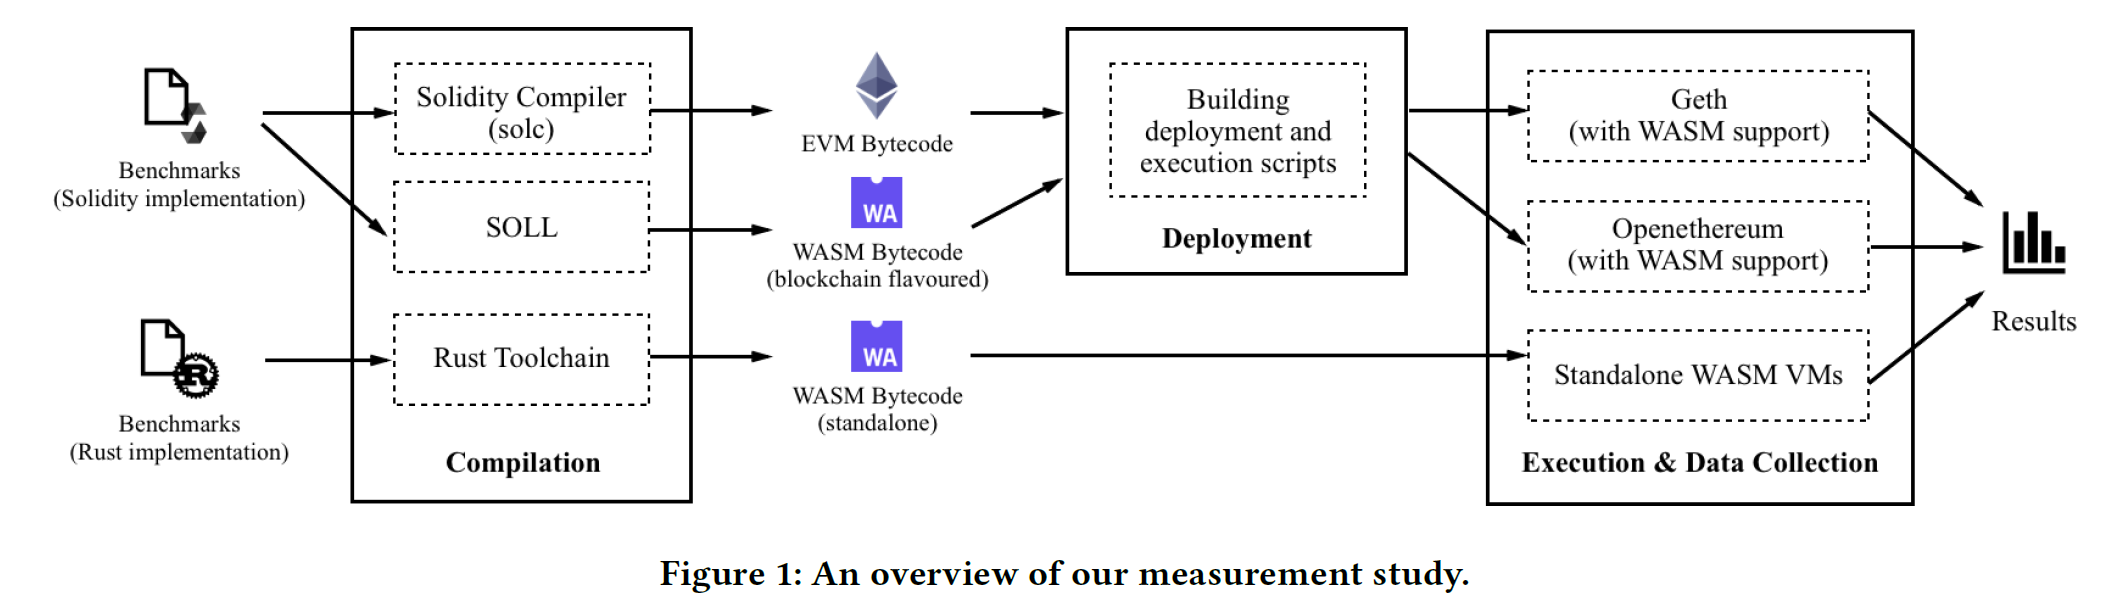 Benchmarks
(Solidity implementation)
Benchmarks
(Rust implementation)
Solidity Compiler
(solc)
SOLL
Rust Toolchain
Compilation
EVM Bytecode
WA
WASM Bytecode
(blockchain flavoured)
WA
WASM Bytecode
(standalone)
Building
deployment and
execution scripts
Deployment
Geth
(with WASM support)
Openethereum
(with WASM support)
Standalone WASM VMs
Execution & Data Collection
Results
Figure 1: An overview of our measurement study.